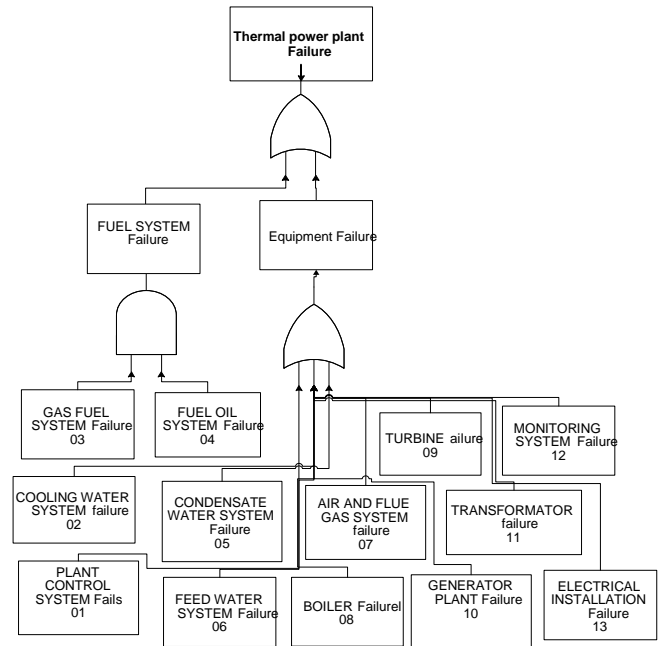 Thermal power plant
Failure
FUEL SYSTEM
Failure
Equipment Failure
GAS FUEL
SYSTEM Failure
03
FUEL OIL
SYSTEM Failure
04
TURBINE ailure
09
MONITORING
SYSTEM Failure
12
COOLING WATER
SYSTEM failure
02
CONDENSATE
WATER SYSTEM
Failure
05
AIR AND FLUE
GAS SYSTEM
failure
07
TRANSFORMATOR
failure
11
PLANT
CONTROL
SYSTEM Fails
01
FEED WATER
SYSTEM Failure
06
BOILER Failurel
08
GENERATOR
PLANT Failure
10
ELECTRICAL
INSTALLATION
Failure
13